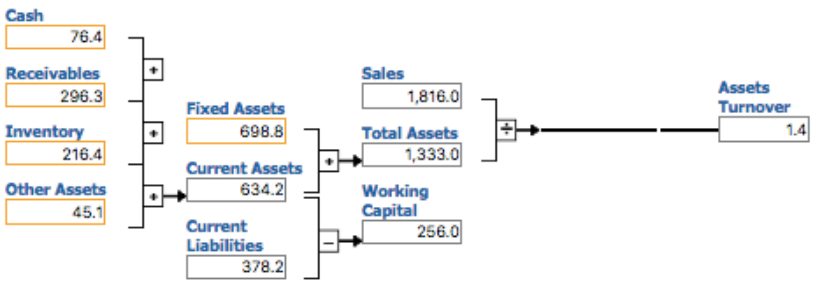 Cash
76.4
+
Receivables
296.3
Inventory
216.4
+
Other Assets
45.1
+
Fixed Assets
698.8
Current Assets
634.2
+
Current
Liabilities
378.2
−
Sales
1,816.0
Total Assets
1,333.0
÷
Working
Capital
256.0
Assets
Turnover
1.4